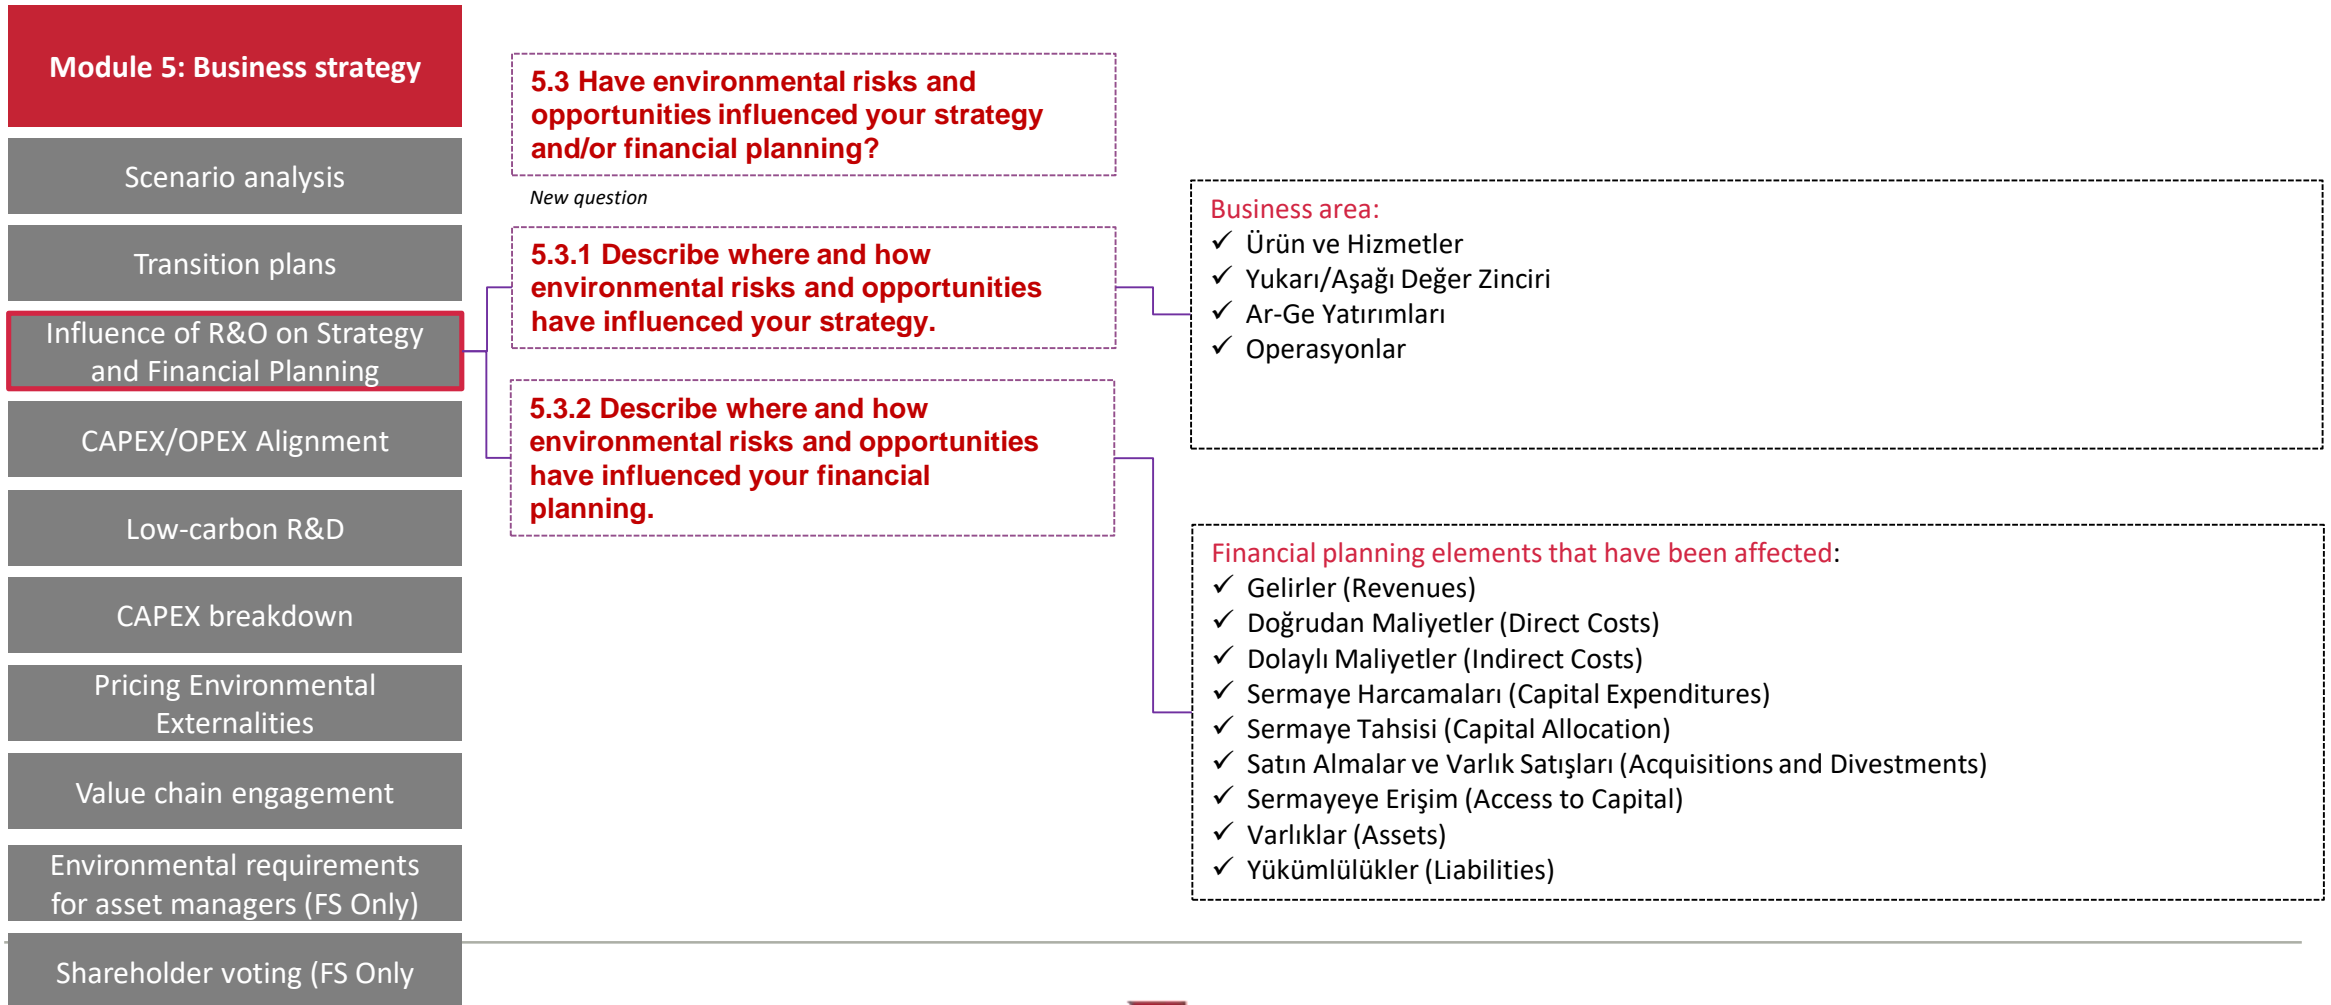 Module 5: Business strategy
Scenario analysis
Transition plans
Influence of R&O on Strategy
and Financial Planning
CAPEX/OPEX Alignment
Low-carbon R&D
CAPEX breakdown
Pricing Environmental
Externalities
Value chain engagement
Environmental requirements
for asset managers (FS Only)
Shareholder voting (FS Only
5.3 Have environmental risks and
opportunities influenced your strategy
and/or financial planning?
New question
5.3.1 Describe where and how
environmental risks and opportunities
have influenced your strategy.
5.3.2 Describe where and how
environmental risks and opportunities
have influenced your financial
planning.
Business area:
✓ Ürün ve Hizmetler
✓ Yukarı/Aşağı Değer Zinciri
✓ Ar-Ge Yatırımları
✓ Operasyonlar
Financial planning elements that have been affected:
✓ Gelirler (Revenues)
✓ Doğrudan Maliyetler (Direct Costs)
✓ Dolaylı Maliyetler (Indirect Costs)
✓ Sermaye Harcamaları (Capital Expenditures)
✓ Sermaye Tahsisi (Capital Allocation)
✓ Satın Almalar ve Varlık Satışları (Acquisitions and Divestments)
✓ Sermayeye Erişim (Access to Capital)
✓ Varlıklar (Assets)
✓ Yükümlülükler (Liabilities)